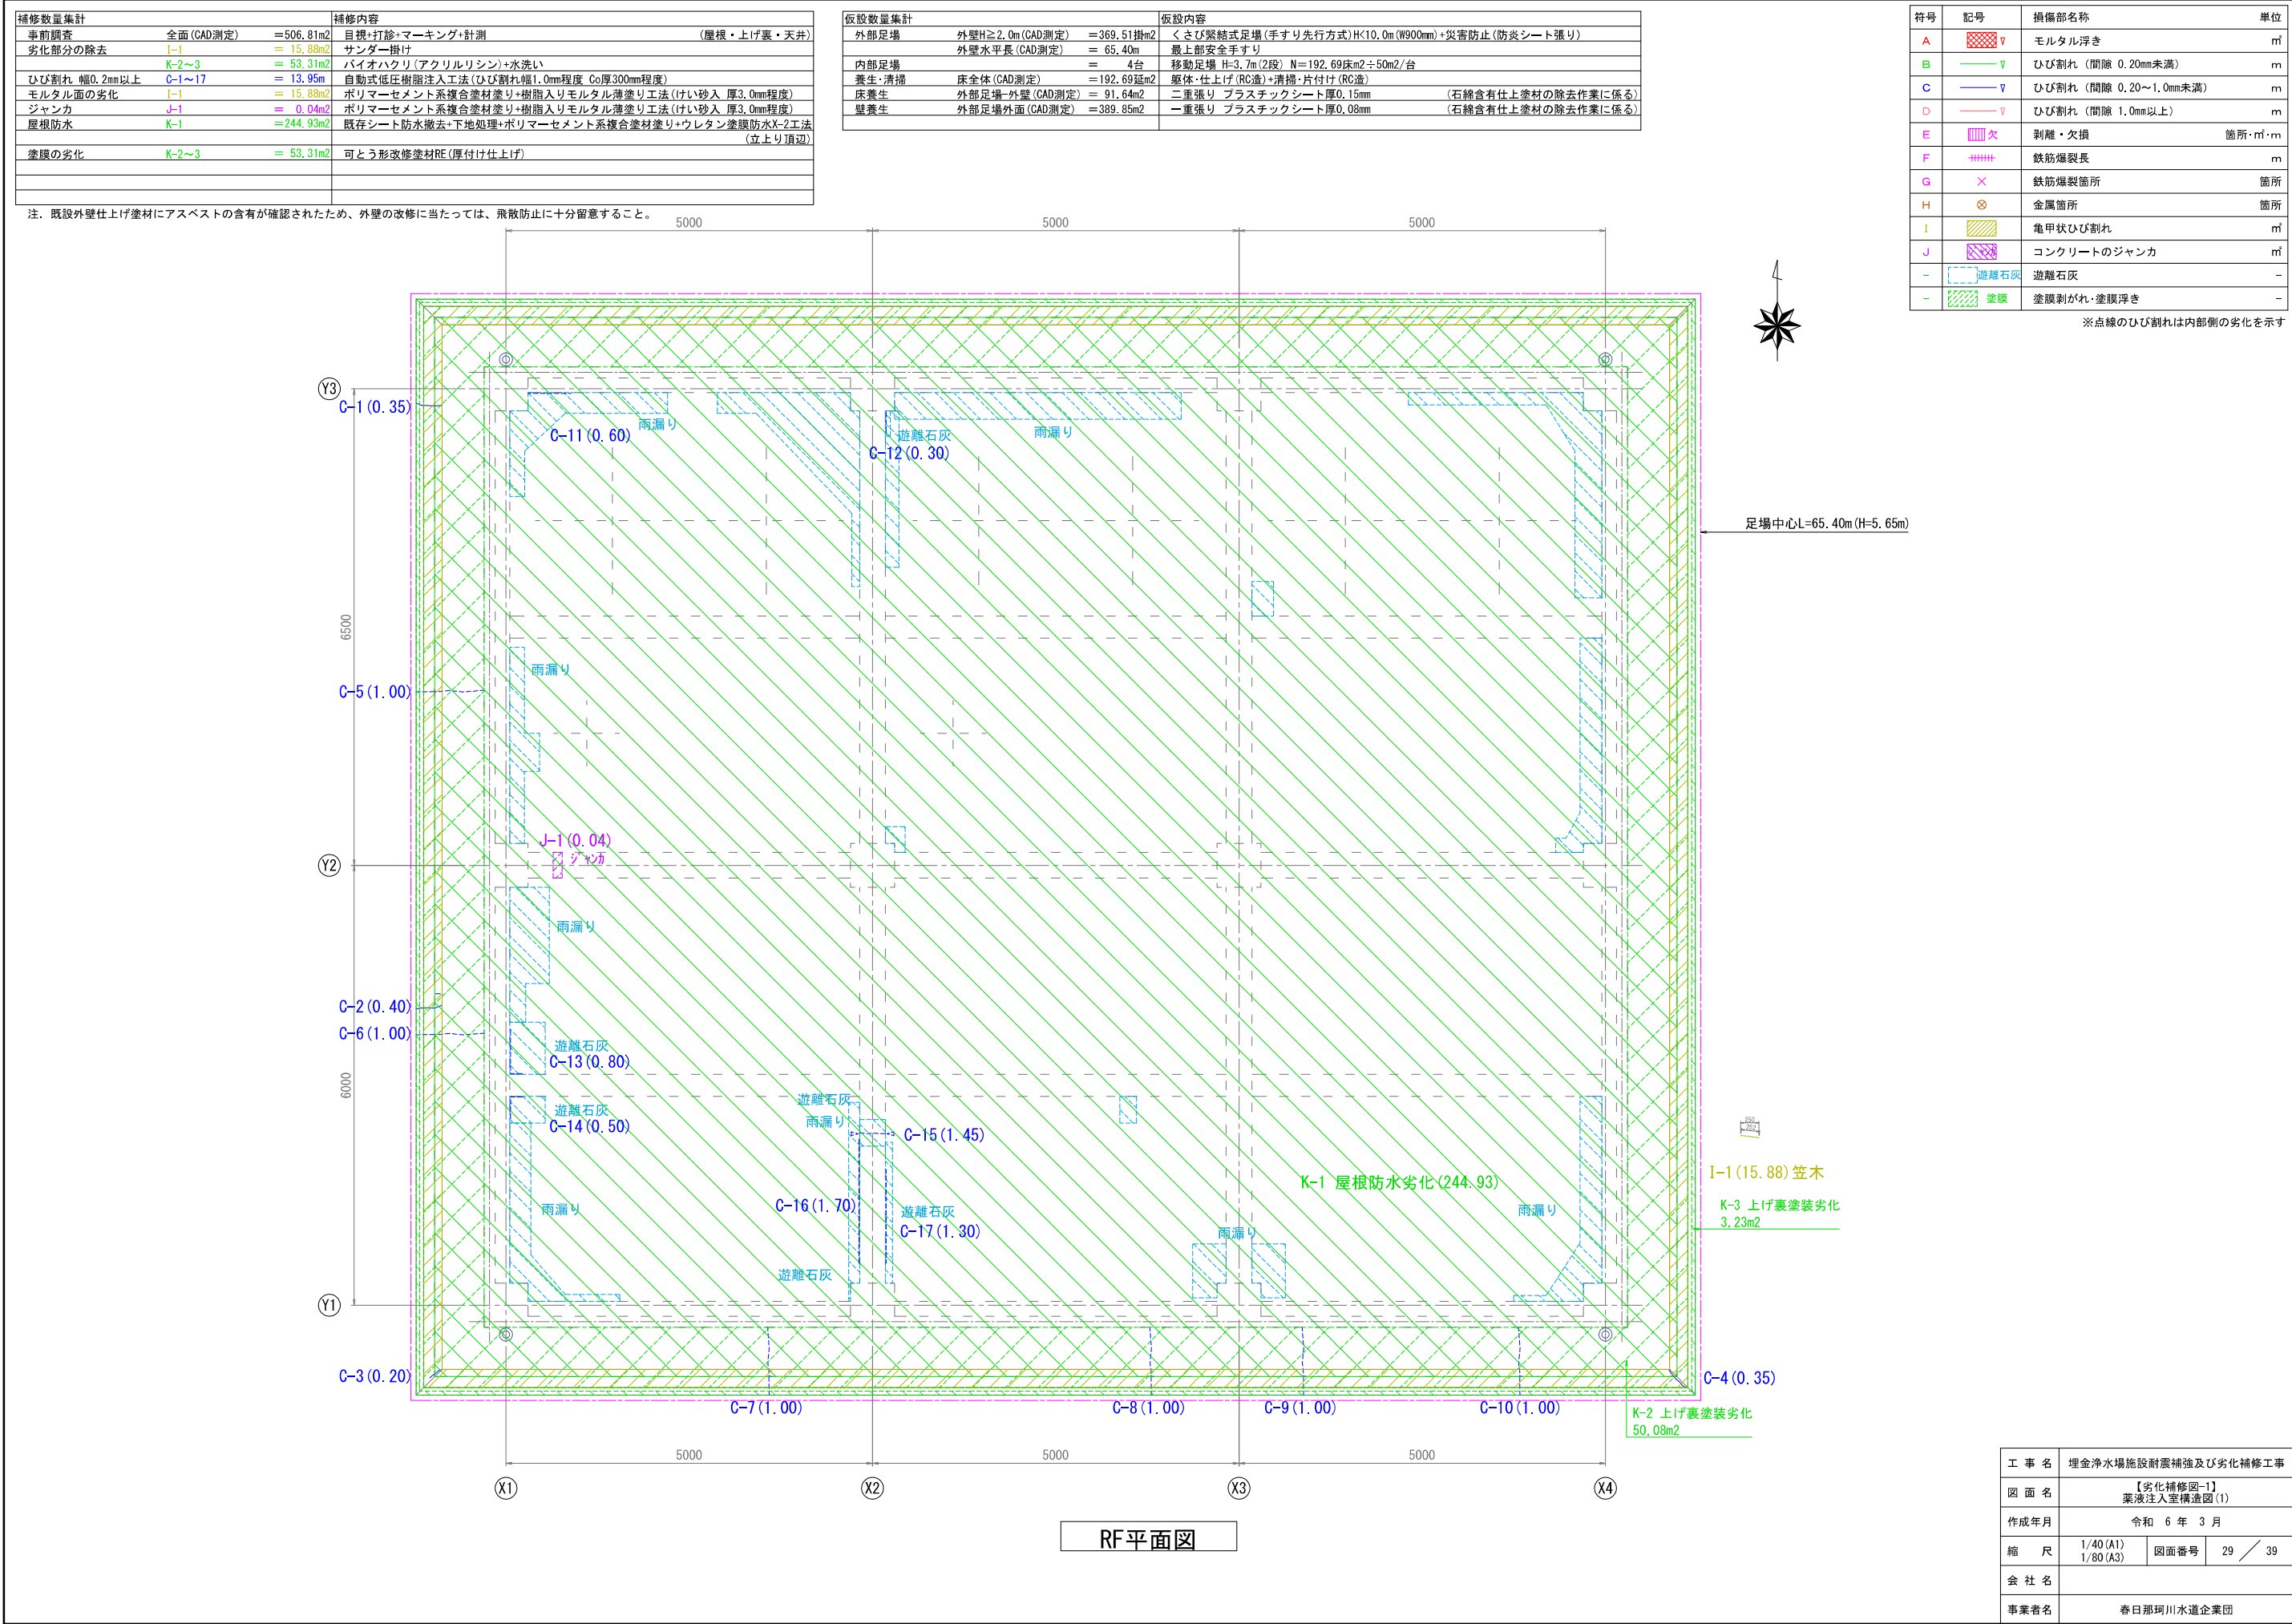 補修数量集計 補修内容
事前調査 全面(CAD測定) =506.81m2 目視+打診+マーキング+計測 (屋根・上げ裏・天井)
劣化部分の除去 I-1 = 15.88m2 サンダー掛け
K-2～3 = 53.31m2 バイオハクリ(アクリルリシン)+水洗い
ひび割れ 幅0.2mm以上 C-1～17 = 13.95m 自動式低圧樹脂注入工法(ひび割れ幅1.0mm程度 Co厚300mm程度)
モルタル面の劣化 I-1 = 15.88m2 ポリマーセメント系複合塗材塗り+樹脂入りモルタル薄塗り工法(けい砂入 厚3.0mm程度)
ジャンカ J-1 = 0.04m2 ポリマーセメント系複合塗材塗り+樹脂入りモルタル薄塗り工法(けい砂入 厚3.0mm程度)
屋根防水 K-1 =244.93m2 既存シート防水撤去+下地処理+ポリマーセメント系複合塗材塗り+ウレタン塗膜防水X-2工法
(立上り頂辺)
塗膜の劣化 K-2～3 = 53.31m2 可とう形改修塗材RE(厚付け仕上げ)
注. 既設外壁仕上げ塗材にアスベストの含有が確認されたため、外壁の改修に当たっては、飛散防止に十分留意すること。
仮設数量集計 仮設内容
外部足場 外壁H≧2.0m(CAD測定) =369.51掛m2 くさび緊結式足場(手すり先行方式)H<10.0m(W900mm)+災害防止(防炎シート張り)
外壁水平長(CAD測定) = 65.40m 最上部安全手すり
内部足場 = 4台 移動足場 H=3.7m(2段) N=192.69床m2÷50m2/台
養生・清掃 床全体(CAD測定) =192.69延m2 躯体・仕上げ(RC造)+清掃・片付け(RC造)
床養生 外部足場-外壁(CAD測定) = 91.64m2 二重張り プラスチックシート厚0.15mm (石綿含有仕上塗材の除去作業に係る)
壁養生 外部足場外面(CAD測定) =389.85m2 一重張り プラスチックシート厚0.08mm (石綿含有仕上塗材の除去作業に係る)
符号 記号 損傷部名称 単位
A ▽ モルタル浮き ㎡
B ▽ ひび割れ (間隙 0.20mm未満) m
C ▽ ひび割れ (間隙 0.20～1.0mm未満) m
D ▽ ひび割れ (間隙 1.0mm以上) m
E 欠 剥離・欠損 箇所・㎡・m
F 鉄筋爆裂長 m
G × 鉄筋爆裂箇所 箇所
H ⊗ 金属箇所 箇所
I 亀甲状ひび割れ ㎡
J コンクリートのジャンカ ㎡
- 遊離石灰 遊離石灰 -
- 塗膜 塗膜剥がれ・塗膜浮き -
※点線のひび割れは内部側の劣化を示す
5000 5000 5000
Y3
C-1(0.35)
C-11(0.60) 雨漏り
遊離石灰
C-12(0.30)
雨漏り
足場中心L=65.40m(H=5.65m)
6500
雨漏り
C-5(1.00)
J-1(0.04)
ジャンカ
Y2
雨漏り
C-2(0.40)
C-6(1.00)
遊離石灰
C-13(0.80)
6000
遊離石灰
C-14(0.50)
遊離石灰
雨漏り
C-15(1.45)
I-1(15.88)笠木
K-1 屋根防水劣化(244.93)
K-3 上げ裏塗装劣化
3.23m2
雨漏り
C-16(1.70)
遊離石灰
C-17(1.30)
雨漏り
雨漏り
遊離石灰
Y1
C-3(0.20)
C-4(0.35)
C-7(1.00) C-8(1.00) C-9(1.00) C-10(1.00)
K-2 上げ裏塗装劣化
50.08m2
5000 5000 5000
X1 X2 X3 X4
RF平面図
工事名 埋金浄水場施設耐震補強及び劣化補修工事
図面名 【劣化補修図-1】
薬液注入室構造図(1)
作成年月 令和 6 年 3 月
縮尺 1/40(A1)
1/80(A3)
図面番号 29 / 39
会社名
事業者名 春日那珂川水道企業団